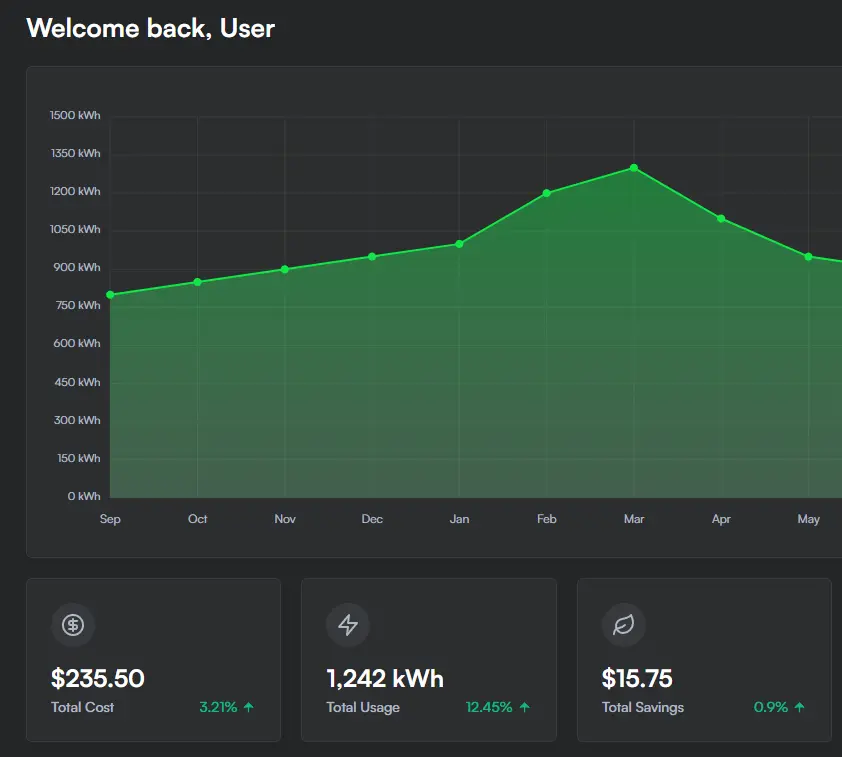 Welcome back, User
1500 kWh
1350 kWh
1200 kWh
1050 kWh
900 kWh
750 kWh
600 kWh
450 kWh
300 kWh
150 kWh
0 kWh
Sep Oct Nov Dec Jan Feb Mar Apr May
$235.50
Total Cost 3.21%
1,242 kWh
Total Usage 12.45%
$15.75
Total Savings 0.9%